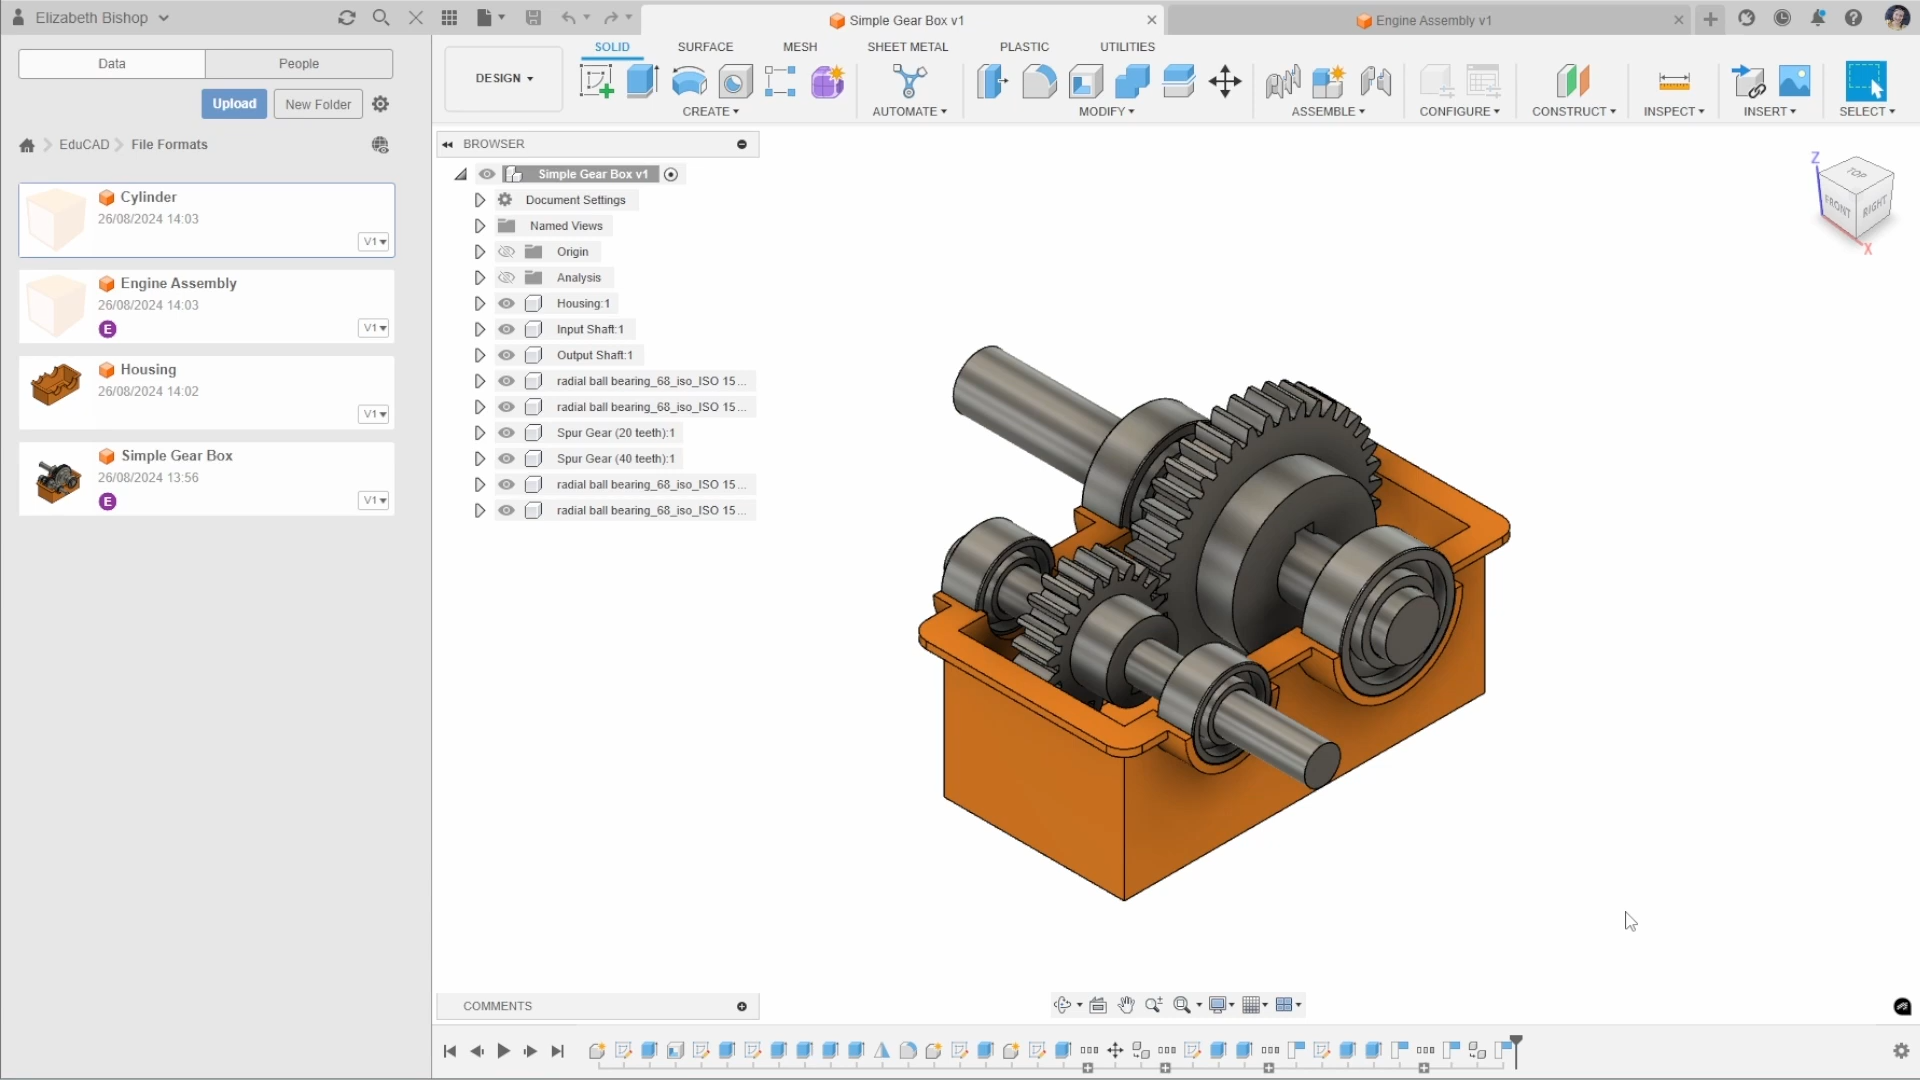 Elizabeth Bishop
Simple Gear Box v1
Engine Assembly v1
Data
People
Upload
New Folder
EduCAD
File Formats
Cylinder
26/08/2024 14:03
V1
Engine Assembly
26/08/2024 14:03
E
V1
Housing
26/08/2024 14:02
V1
Simple Gear Box
26/08/2024 13:56
E
V1
DESIGN
SOLID
SURFACE
MESH
SHEET METAL
PLASTIC
UTILITIES
CREATE
AUTOMATE
MODIFY
ASSEMBLE
CONFIGURE
CONSTRUCT
INSPECT
INSERT
SELECT
BROWSER
Simple Gear Box v1
Document Settings
Named Views
Origin
Analysis
Housing:1
Input Shaft:1
Output Shaft:1
radial ball bearing_68_iso_ISO 15...
radial ball bearing_68_iso_ISO 15...
Spur Gear (20 teeth):1
Spur Gear (40 teeth):1
radial ball bearing_68_iso_ISO 15...
radial ball bearing_68_iso_ISO 15...
Z
TOP
FRONT
RIGHT
X
COMMENTS